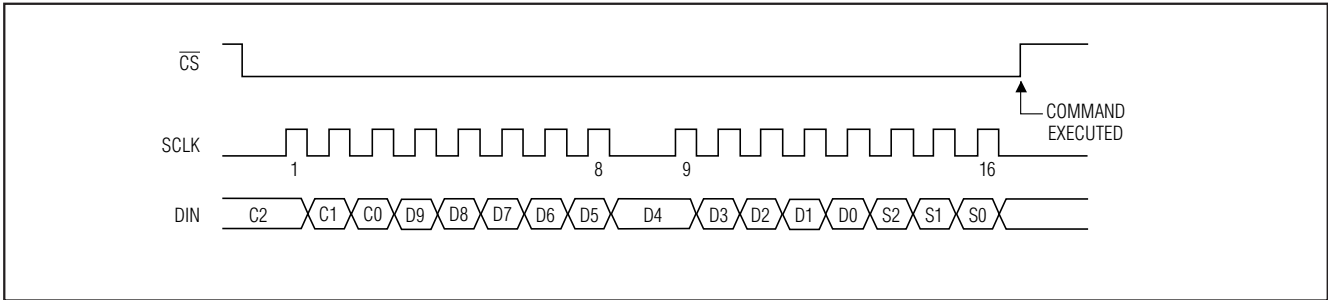 CS
COMMAND
EXECUTED
SCLK
1 8 9 16
DIN C2 C1 C0 D9 D8 D7 D6 D5 D4 D3 D2 D1 D0 S2 S1 S0